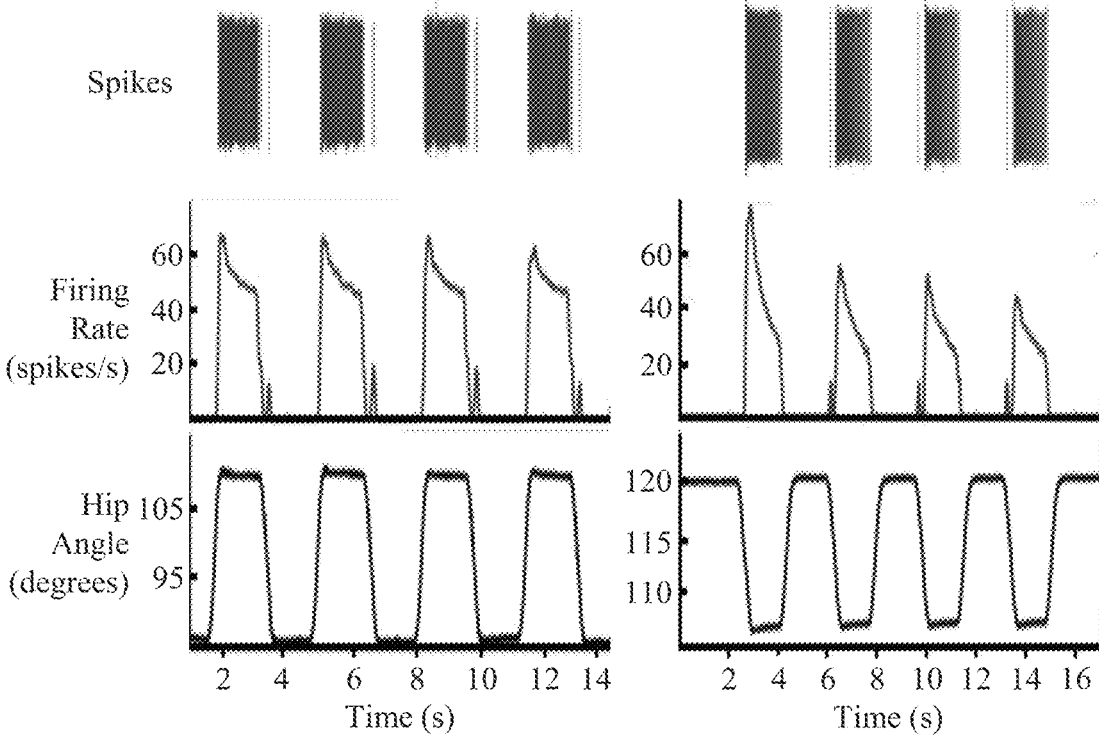 Spikes
Firing
Rate
(spikes/s)
60
40
20
60
40
20
Hip
Angle
(degrees)
105
95
120
115
110
2 4 6 8 10 12 14
2 4 6 8 10 12 14 16
Time (s)
Time (s)